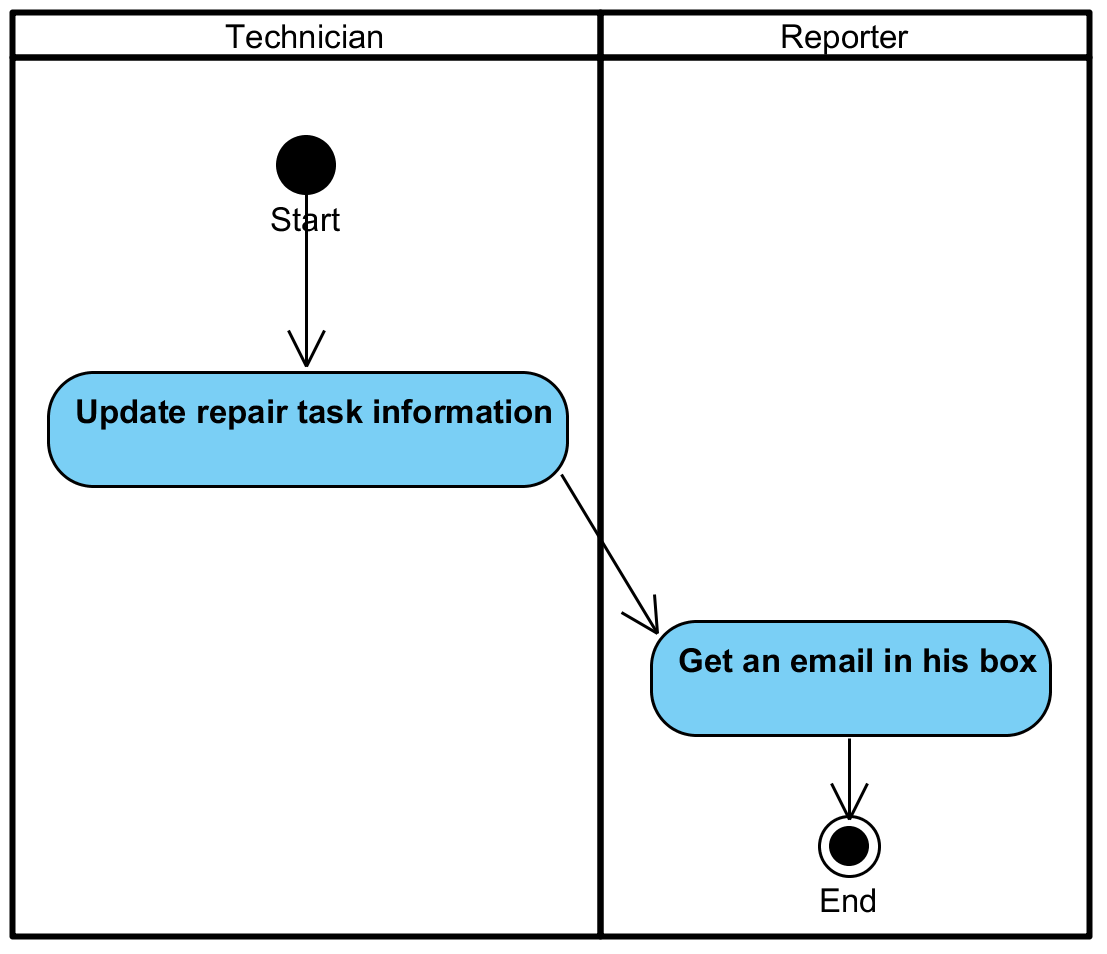 Technician
Reporter
Start
Update repair task information
Get an email in his box
End